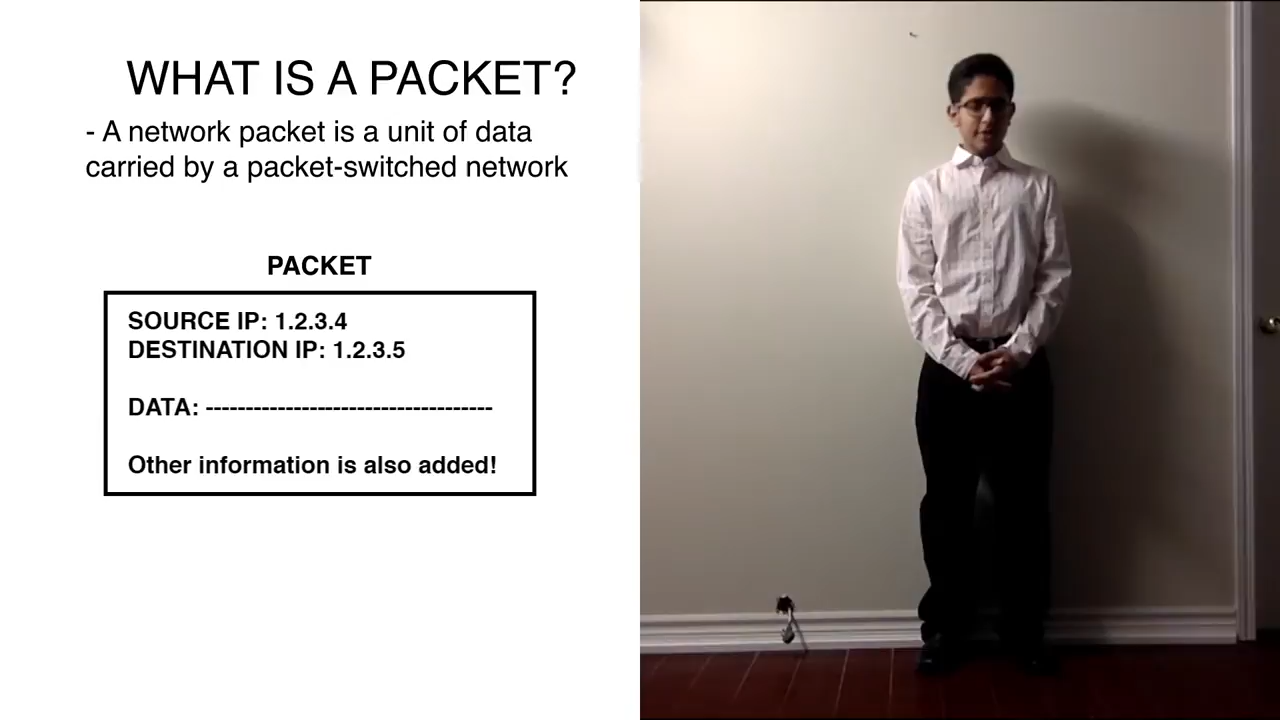 WHAT IS A PACKET?
- A network packet is a unit of data
carried by a packet-switched network
PACKET
SOURCE IP: 1.2.3.4
DESTINATION IP: 1.2.3.5
DATA: ------------------------------------
Other information is also added!